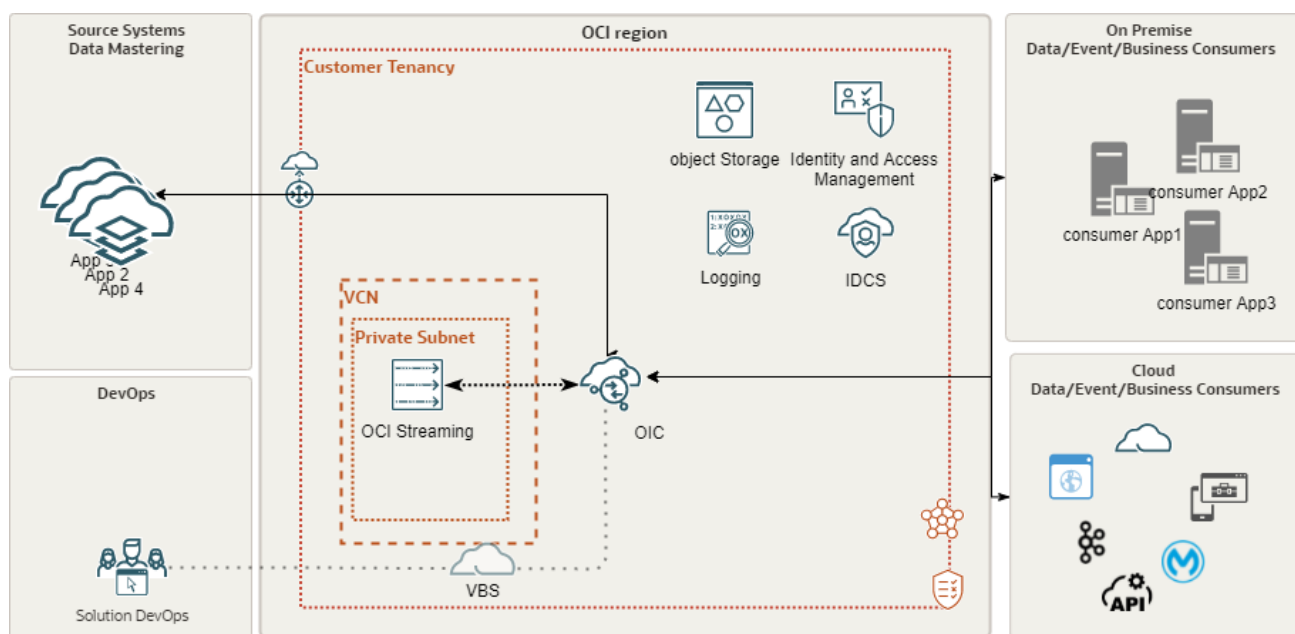 Source Systems
Data Mastering
App
App 2
App 4
DevOps
Solution DevOps
OCI region
Customer Tenancy
object Storage
Identity and Access
Management
Logging
IDCS
VCN
Private Subnet
OCI Streaming
OIC
VBS
On Premise
Data/Event/Business Consumers
consumer App2
consumer App1
consumer App3
Cloud
Data/Event/Business Consumers
API